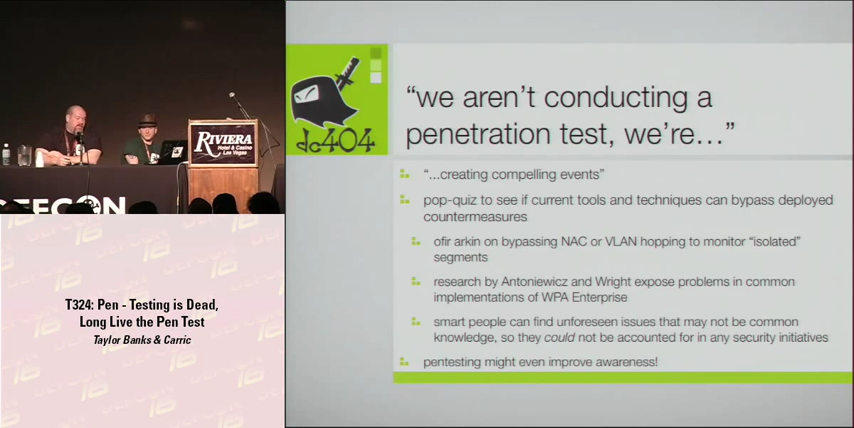 RIVIERA
Hotel & Casino
Las Vegas
DEFCON
T324: Pen - Testing is Dead,
Long Live the Pen Test
Taylor Banks & Carric
dc404
“we aren’t conducting a
penetration test, we’re…”
“...creating compelling events”
pop-quiz to see if current tools and techniques can bypass deployed
countermeasures
ofir arkin on bypassing NAC or VLAN hopping to monitor “isolated”
segments
research by Antoniewicz and Wright expose problems in common
implementations of WPA Enterprise
smart people can find unforeseen issues that may not be common
knowledge, so they could not be accounted for in any security initiatives
pentesting might even improve awareness!